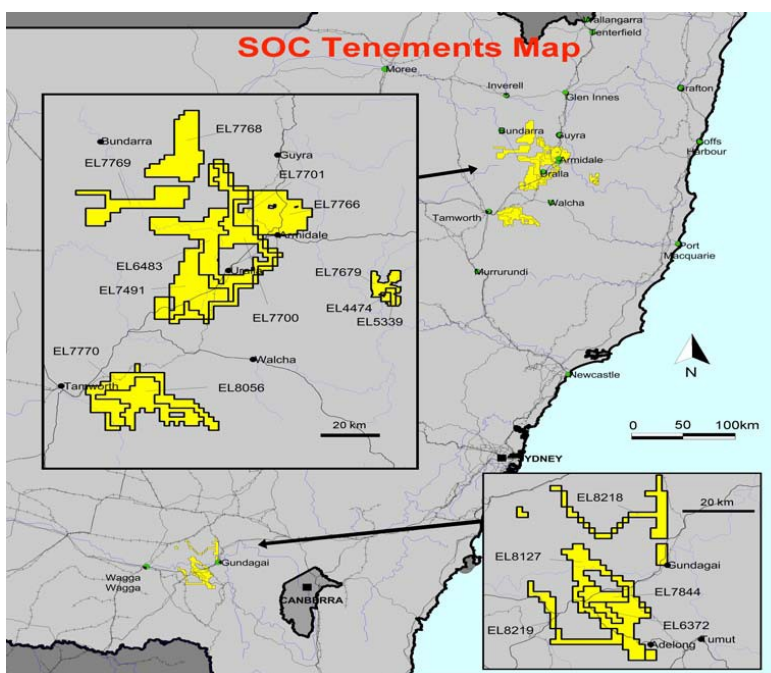 SOC Tenements Map
Wallangarra
Tenterfield
Moree
Inverell
Glen Innes
Grafton
Bundarra
Guyra
Coffs
Harbour
Armidale
Uralla
Walcha
Tamworth
Port
Macquarie
Murrurundi
N
Newcastle
0 50 100km
SYDNEY
EL7768
Bundarra
Guyra
EL7769
EL7701
EL7766
Armidale
EL6483
Uralla
EL7679
EL7491
EL4474
EL7700
EL5339
EL7770
Walcha
Tamworth
EL8056
20 km
Gundagai
Wagga
Wagga
CANBERRA
EL8218
20 km
EL8127
Gundagai
EL7844
EL6372
EL8219
Tumut
Adelong